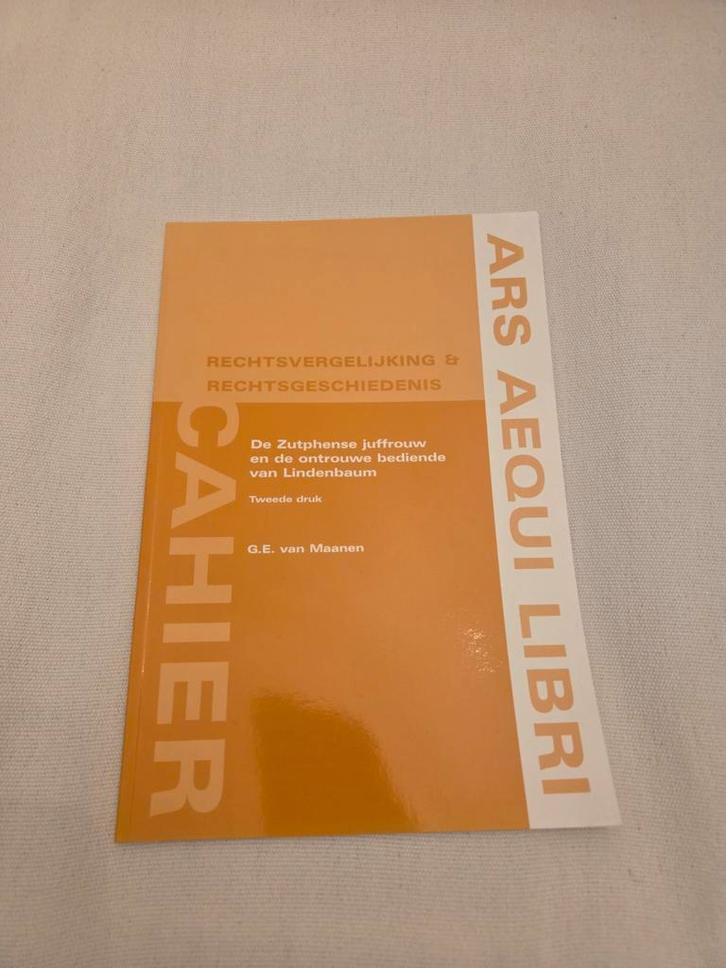 RECHTSVERGELIJKING &
RECHTSGESCHIEDENIS
De Zutphense juffrouw
en de ontrouwe bediende
van Lindenbaum
Tweede druk
G.E. van Maanen
CAHIER
ARS AEQUI LIBRI